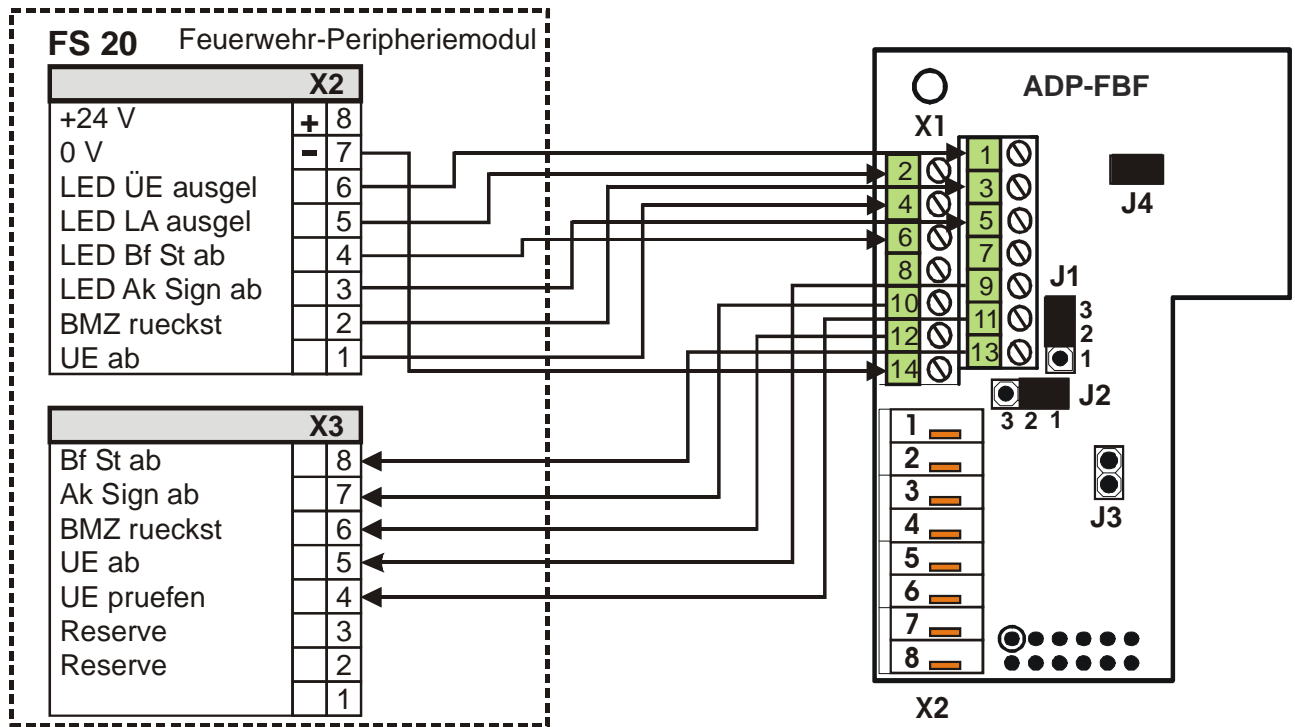 FS 20 Feuerwehr-Peripheriemodul
X2
+24 V + 8
0 V - 7
LED ÜE ausgel 6
LED LA ausgel 5
LED Bf St ab 4
LED Ak Sign ab 3
BMZ rueckst 2
UE ab 1
X3
Bf St ab 8
Ak Sign ab 7
BMZ rueckst 6
UE ab 5
UE pruefen 4
Reserve 3
Reserve 2
1
ADP-FBF
X1
1
2
3
4
5
6
7
8
9
10
11
12
13
14
J4
J1
3
2
1
J2
3 2 1
J3
1
2
3
4
5
6
7
8
X2